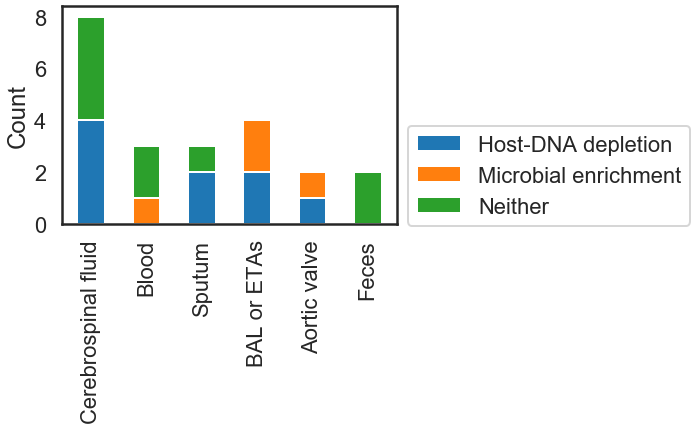 Count
8
6
4
2
0
Cerebrospinal fluid
Blood
Sputum
BAL or ETAs
Aortic valve
Feces
Host-DNA depletion
Microbial enrichment
Neither